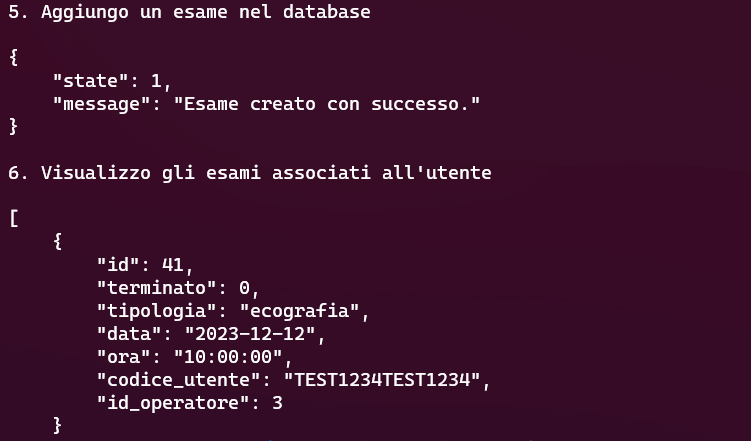 5. Aggiungo un esame nel database
{
    "state": 1,
    "message": "Esame creato con successo."
}
6. Visualizzo gli esami associati all'utente
[
    {
        "id": 41,
        "terminato": 0,
        "tipologia": "ecografia",
        "data": "2023-12-12",
        "ora": "10:00:00",
        "codice_utente": "TEST1234TEST1234",
        "id_operatore": 3
    }